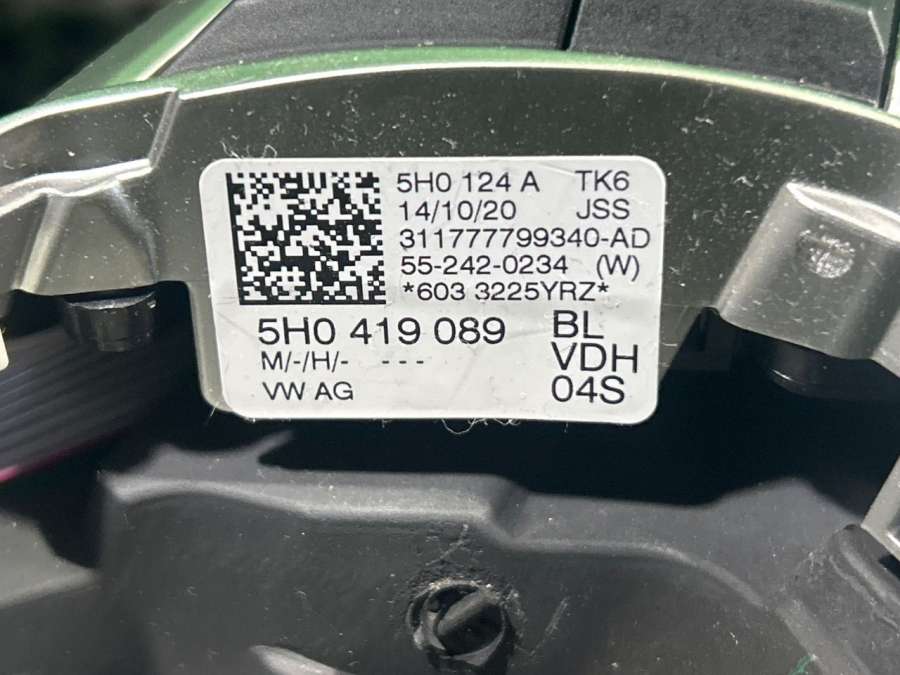 5H0 124 A TK6
14/10/20 JSS
311777799340-AD
55-242-0234 (W)
*603 3225YRZ*
5H0 419 089 BL
M/-/H/- --- VDH
VW AG 04S